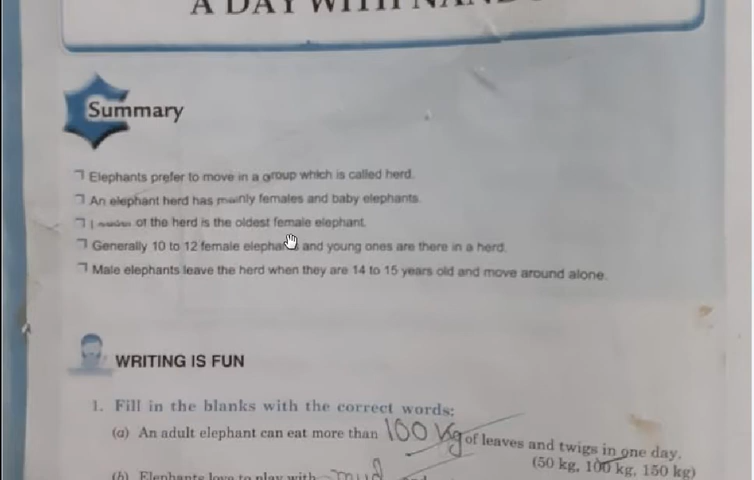 A DAY WITH NAND
Summary
Elephants prefer to move in a group which is called herd.
An elephant herd has mainly females and baby elephants.
of the herd is the oldest female elephant.
Generally 10 to 12 female elephants and young ones are there in a herd.
Male elephants leave the herd when they are 14 to 15 years old and move around alone.
WRITING IS FUN
1. Fill in the blanks with the correct words:
(a) An adult elephant can eat more than 100 kg of leaves and twigs in one day.
(50 kg, 100 kg, 150 kg)
(b) Elephants love to play with mud and